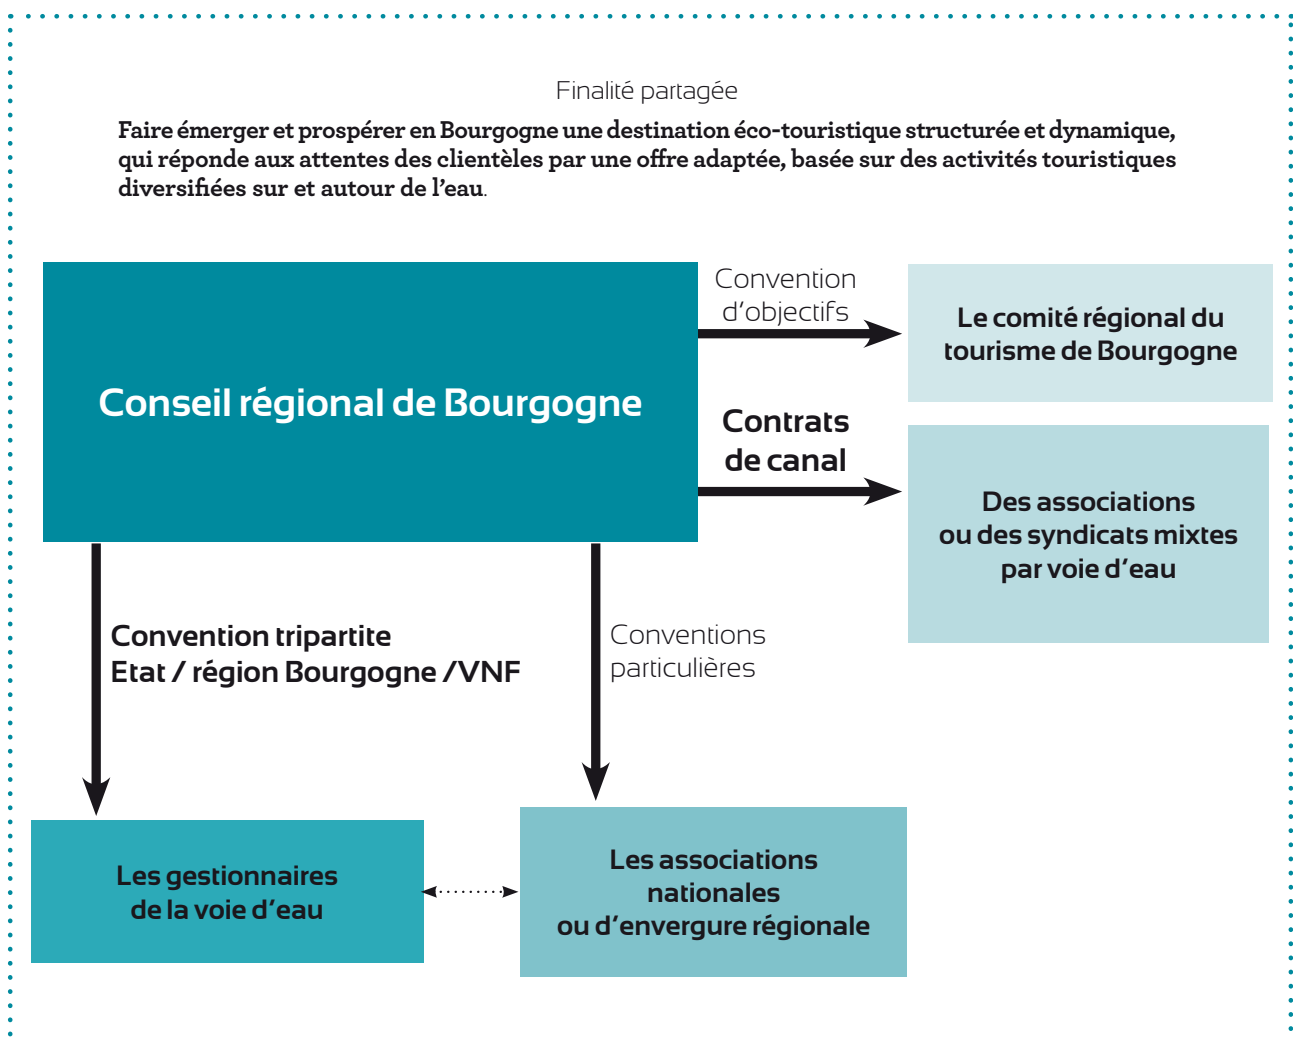 Finalité partagée
Faire émerger et prospérer en Bourgogne une destination éco-touristique structurée et dynamique,
qui réponde aux attentes des clientèles par une offre adaptée, basée sur des activités touristiques
diversifiées sur et autour de l’eau.
Conseil régional de Bourgogne
Convention
d’objectifs
Le comité régional du
tourisme de Bourgogne
Contrats
de canal
Des associations
ou des syndicats mixtes
par voie d’eau
Convention tripartite
Etat / région Bourgogne /VNF
Conventions
particulières
Les gestionnaires
de la voie d’eau
Les associations
nationales
ou d’envergure régionale